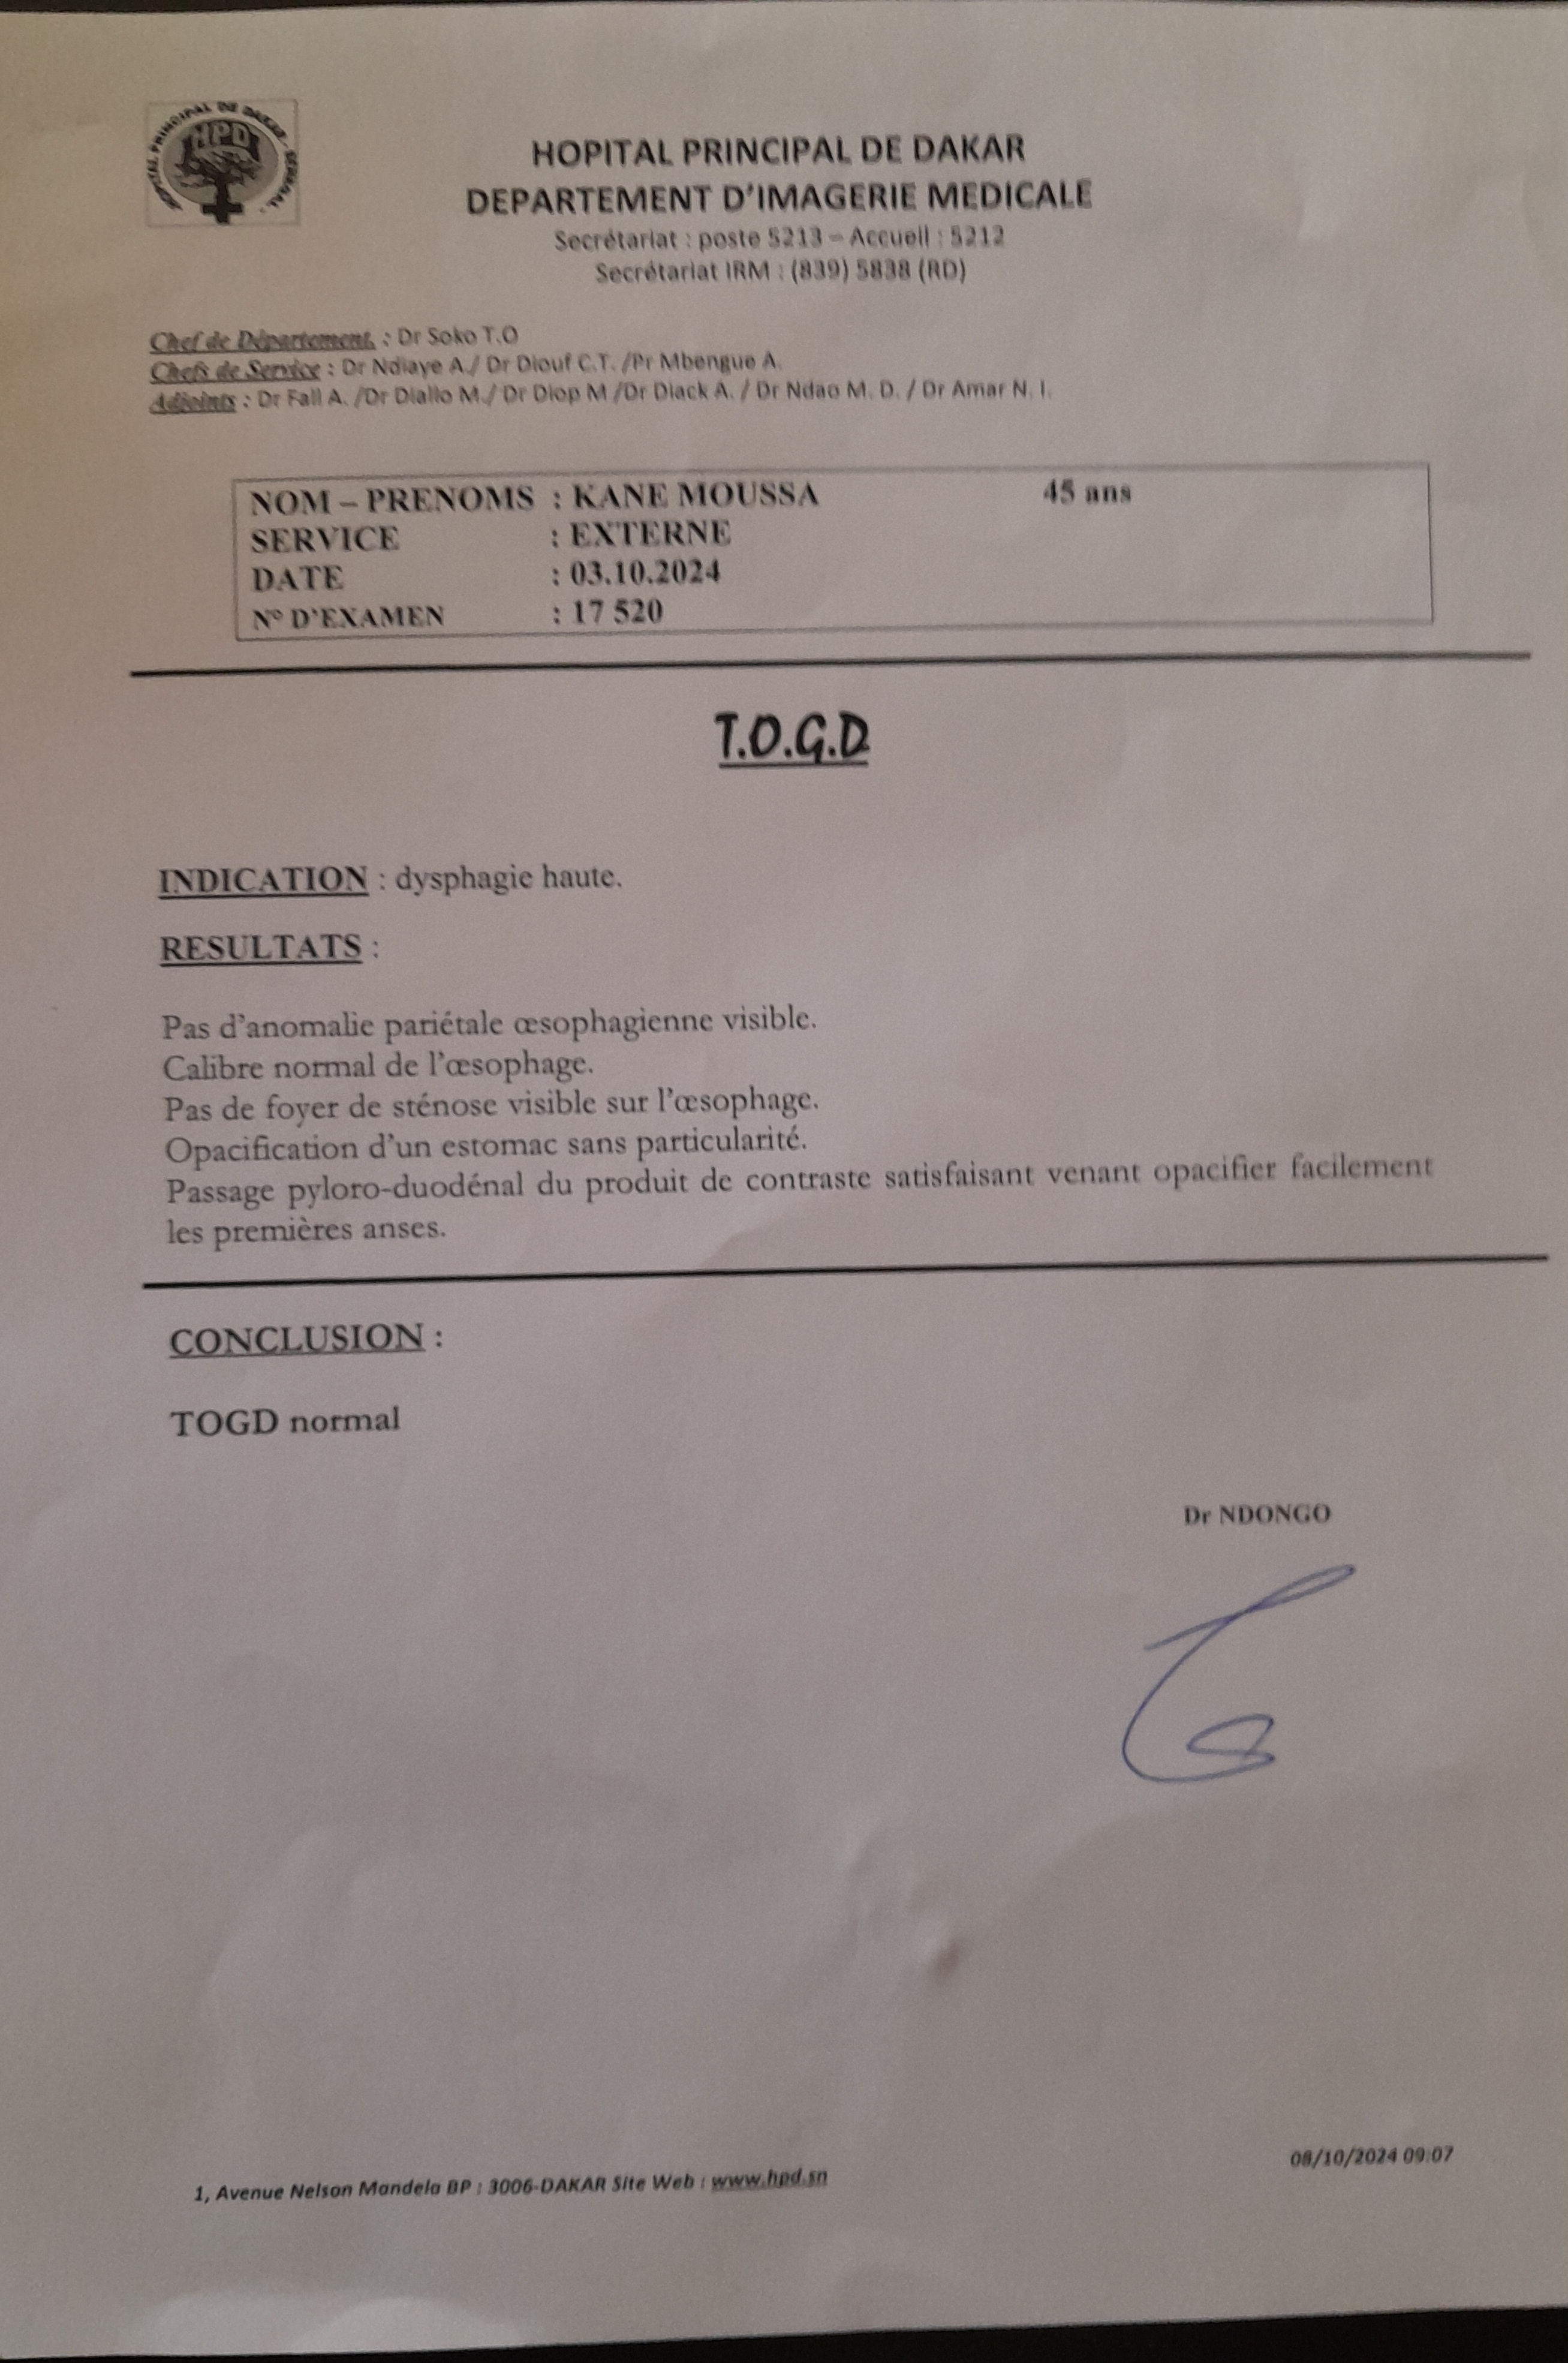 HOPITAL PRINCIPAL DE DAKAR
HPD
HOPITAL PRINCIPAL DE DAKAR
DEPARTEMENT D'IMAGERIE MEDICALE
Secrétariat : poste 5213 – Accueil : 5212
Secrétariat IRM : (839) 5838 (RD)
Chef de Département. : Dr Soko T.O
Chefs de Service : Dr Ndiaye A./ Dr Diouf C.T. /Pr Mbengue A.
Adjoints : Dr Fall A. /Dr Diallo M./ Dr Diop M /Dr Diack A. / Dr Ndao M. D. / Dr Amar N. I.
NOM – PRENOMS : KANE MOUSSA 45 ans
SERVICE : EXTERNE
DATE : 03.10.2024
N° D'EXAMEN : 17 520
T.O.G.D
INDICATION : dysphagie haute.
RESULTATS :
Pas d'anomalie pariétale œsophagienne visible.
Calibre normal de l'œsophage.
Pas de foyer de sténose visible sur l'œsophage.
Opacification d'un estomac sans particularité.
Passage pyloro-duodénal du produit de contraste satisfaisant venant opacifier facilement
les premières anses.
CONCLUSION :
TOGD normal
Dr NDONGO
08/10/2024 09:07
1, Avenue Nelson Mandela BP : 3006-DAKAR Site Web : www.hpd.sn